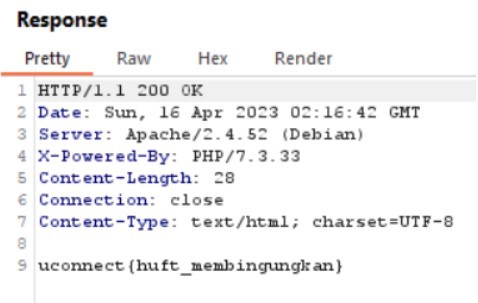 Response
Pretty Raw Hex Render
1 HTTP/1.1 200 OK
2 Date: Sun, 16 Apr 2023 02:16:42 GMT
3 Server: Apache/2.4.52 (Debian)
4 X-Powered-By: PHP/7.3.33
5 Content-Length: 28
6 Connection: close
7 Content-Type: text/html; charset=UTF-8
8
9 uconnect{huft_membingungkan}